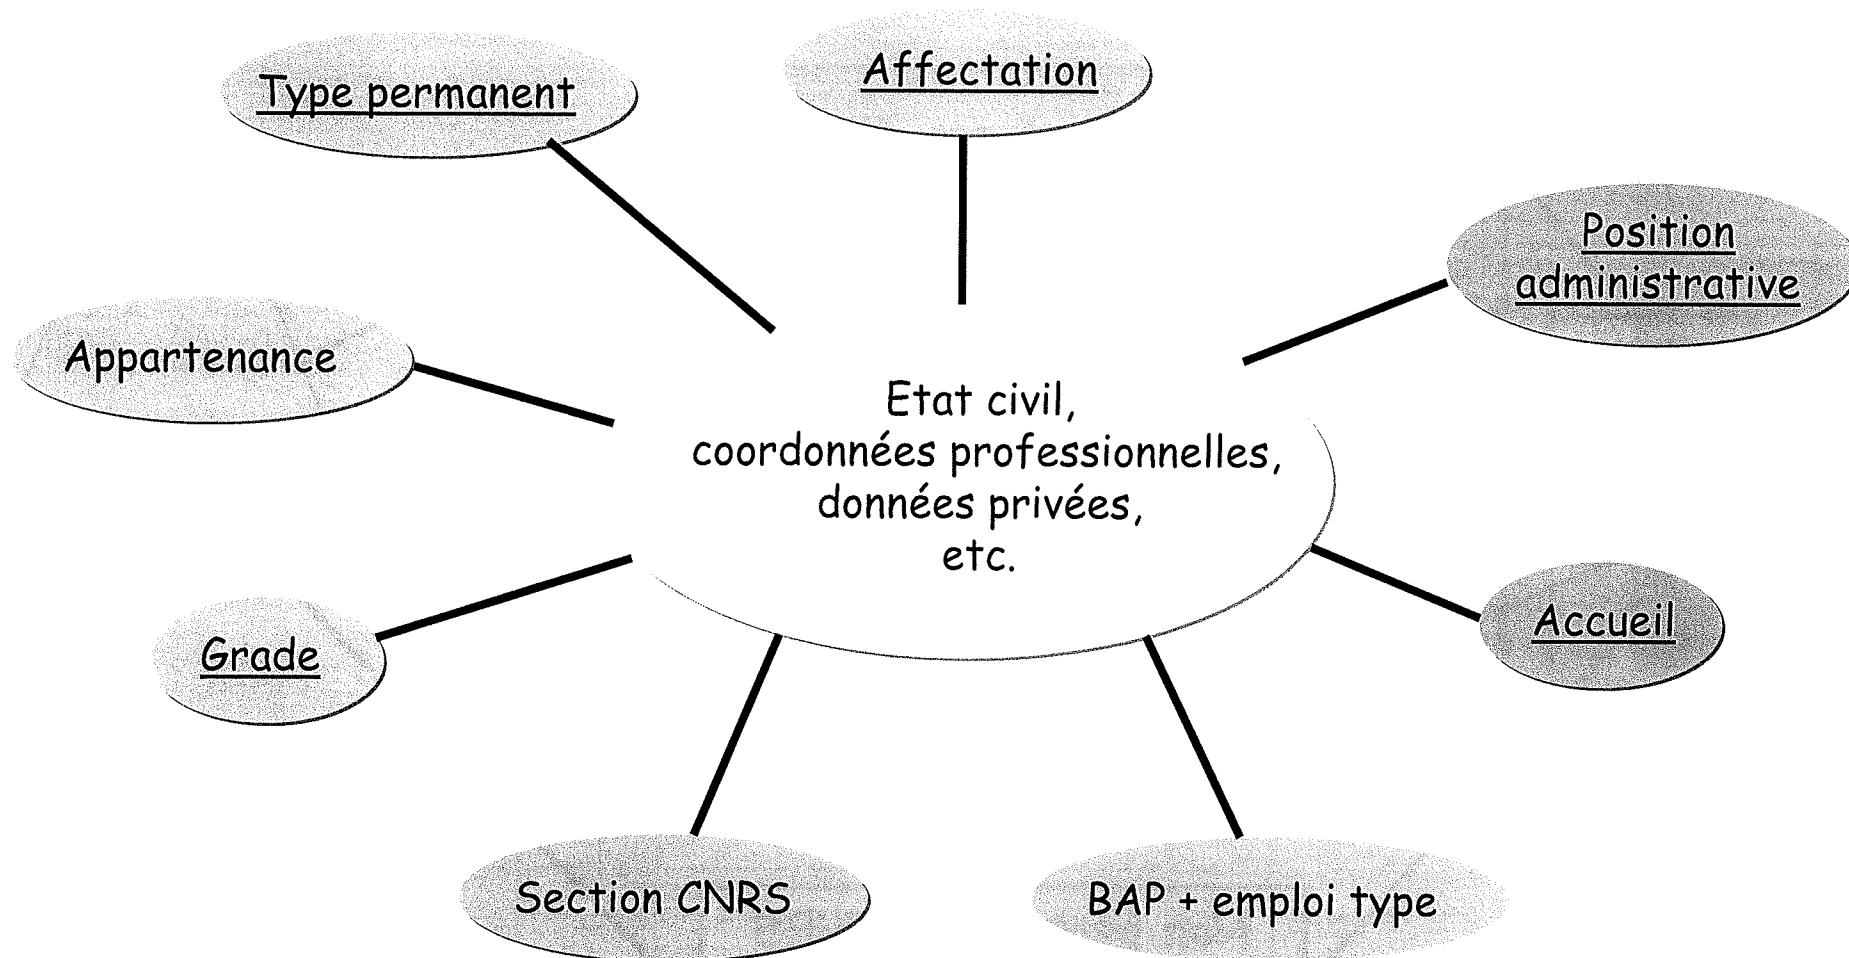 Type permanent
Affectation
Position
administrative
Appartenance
Etat civil,
coordonnées professionnelles,
données privées,
etc.
Grade
Accueil
Section CNRS
BAP + emploi type